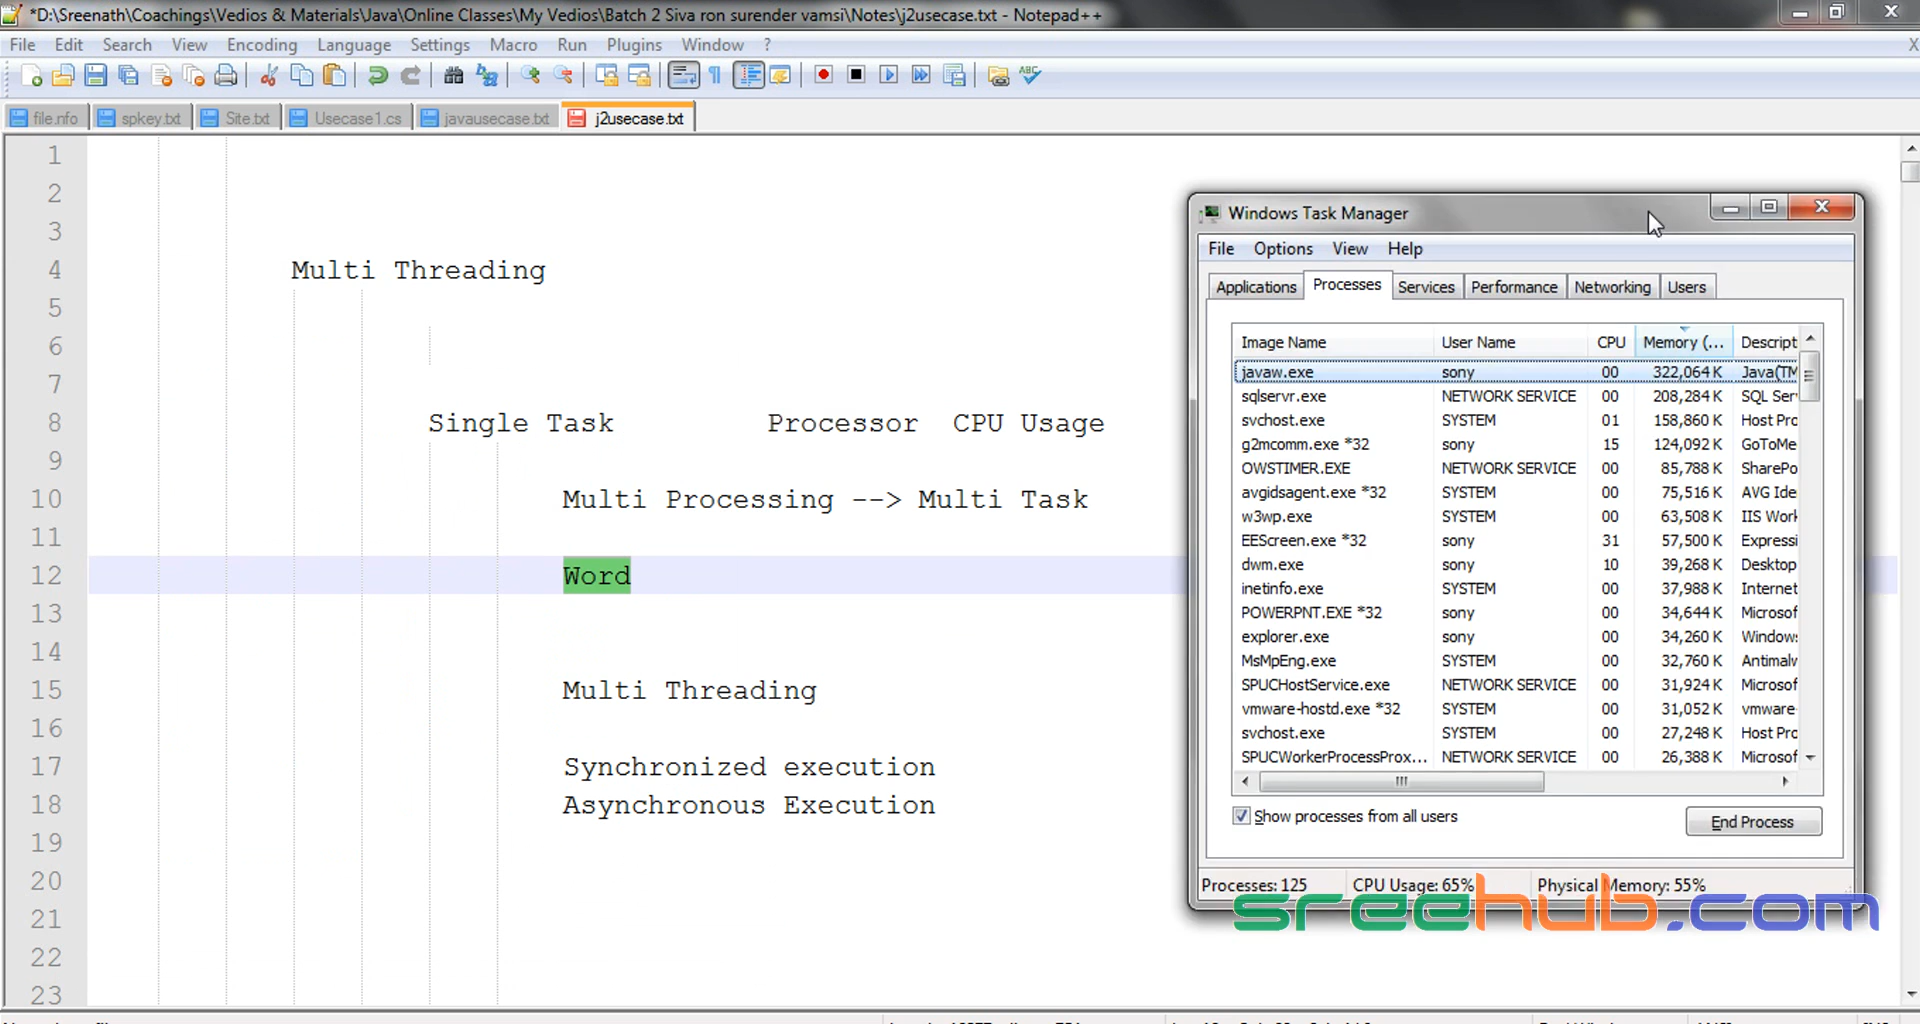 *D:\Sreenath\Coachings\Vedios & Materials\Java\Online Classes\My Vedios\Batch 2 Siva ron surender vamsi\Notes\j2usecase.txt - Notepad++
File Edit Search View Encoding Language Settings Macro Run Plugins Window ? X
file.nfo spkey.txt Site.txt Usecase1.cs javausecase.txt j2usecase.txt
1
2
3
4 Multi Threading
5
6
7
8 Single Task Processor CPU Usage
9
10 Multi Processing --> Multi Task
11
12 Word
13
14
15 Multi Threading
16
17 Synchronized execution
18 Asynchronous Execution
19
20
21
22
23
Windows Task Manager
File Options View Help
Applications Processes Services Performance Networking Users
Image Name User Name CPU Memory (... Descript
javaw.exe sony 00 322,064 K Java(TM
sqlservr.exe NETWORK SERVICE 00 208,284 K SQL Ser
svchost.exe SYSTEM 01 158,860 K Host Pro
g2mcomm.exe *32 sony 15 124,092 K GoToMe
OWSTIMER.EXE NETWORK SERVICE 00 85,788 K SharePo
avgidsagent.exe *32 SYSTEM 00 75,516 K AVG Ide
w3wp.exe SYSTEM 00 63,508 K IIS Work
EEScreen.exe *32 sony 31 57,500 K Expressi
dwm.exe sony 10 39,268 K Desktop
inetinfo.exe SYSTEM 00 37,988 K Internet
POWERPNT.EXE *32 sony 00 34,644 K Microsof
explorer.exe sony 00 34,260 K Window
MsMpEng.exe SYSTEM 00 32,760 K Antimalw
SPUCHostService.exe NETWORK SERVICE 00 31,924 K Microsof
vmware-hostd.exe *32 SYSTEM 00 31,052 K vmware-
svchost.exe SYSTEM 00 27,248 K Host Pro
SPUCWorkerProcessProx... NETWORK SERVICE 00 26,388 K Microsof
Show processes from all users End Process
Processes: 125 CPU Usage: 65% Physical Memory: 55%
sreehub.com